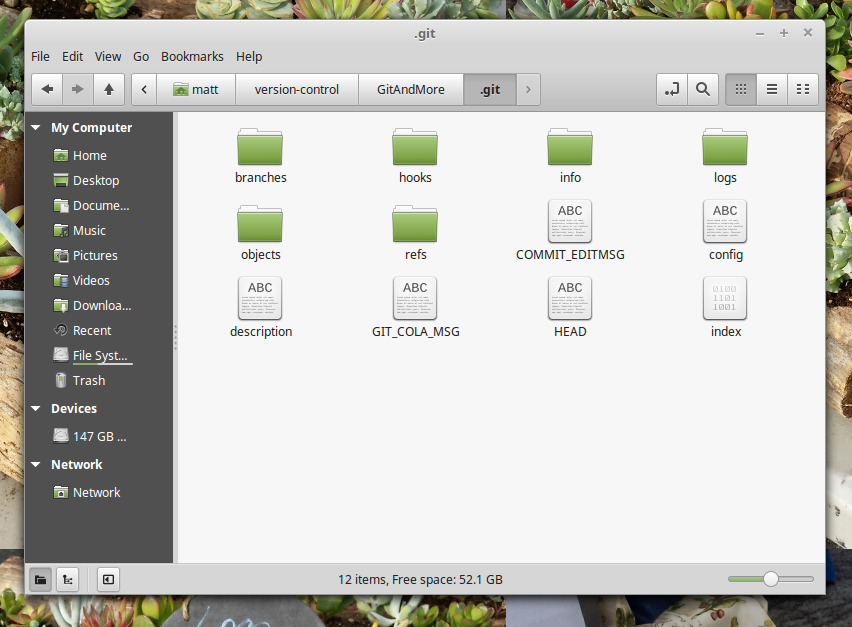 .git
File Edit View Go Bookmarks Help
matt version-control GitAndMore .git
My Computer
Home
Desktop
Docume...
Music
Pictures
Videos
Downloa...
Recent
File Syst...
Trash
Devices
147 GB ...
Network
Network
branches hooks info logs
ABC ABC
objects refs COMMIT_EDITMSG config
ABC ABC ABC 0100
1101
1001
description GIT_COLA_MSG HEAD index
12 items, Free space: 52.1 GB